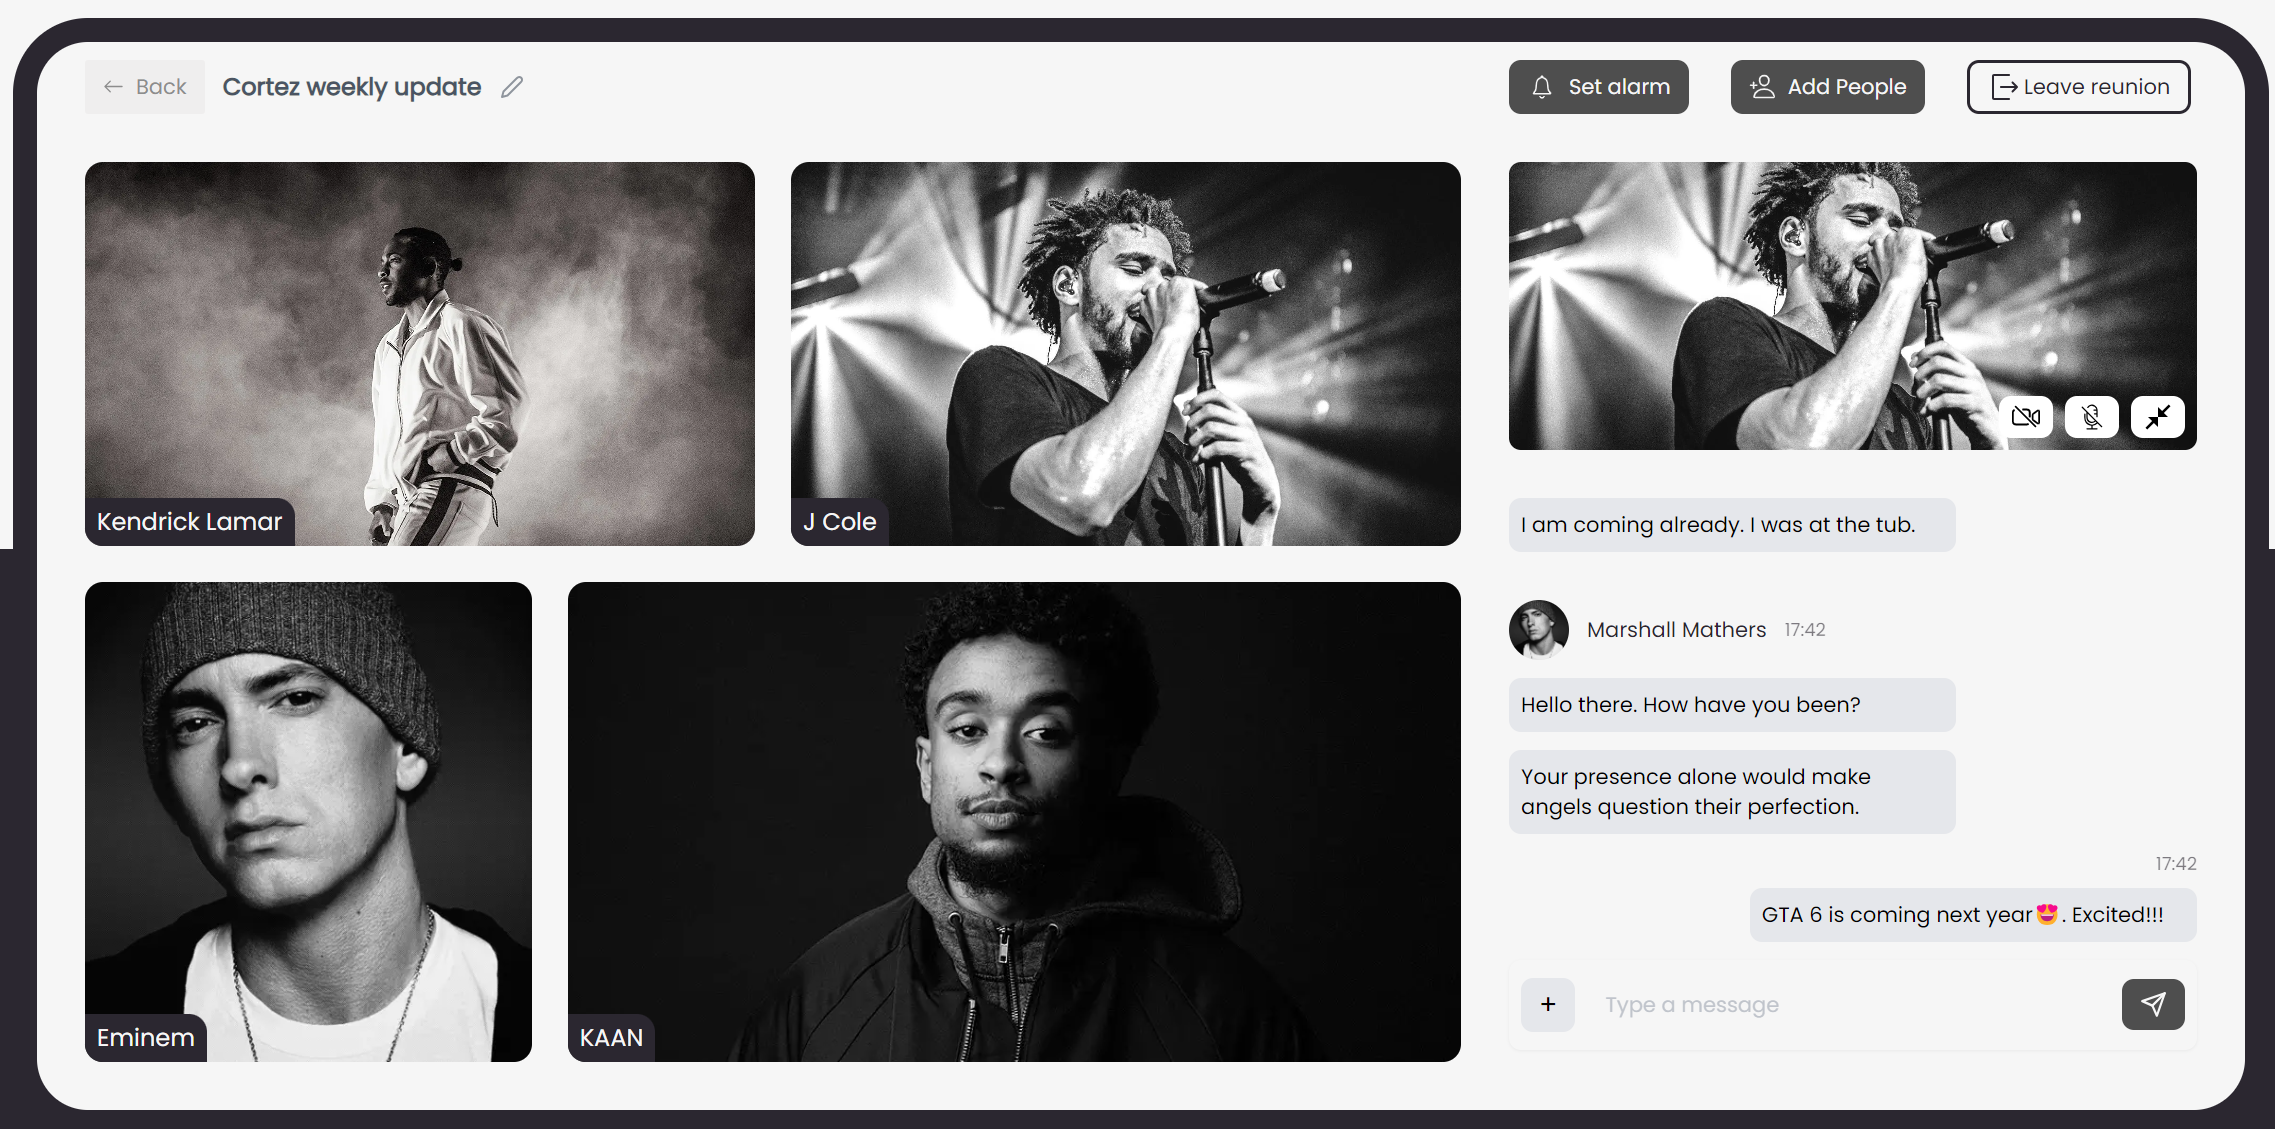 Back
Cortez weekly update
Set alarm
Add People
Leave reunion
Kendrick Lamar
J Cole
I am coming already. I was at the tub.
Marshall Mathers 17:42
Hello there. How have you been?
Your presence alone would make
angels question their perfection.
17:42
GTA 6 is coming next year😍. Excited!!!
Eminem
KAAN
+
Type a message